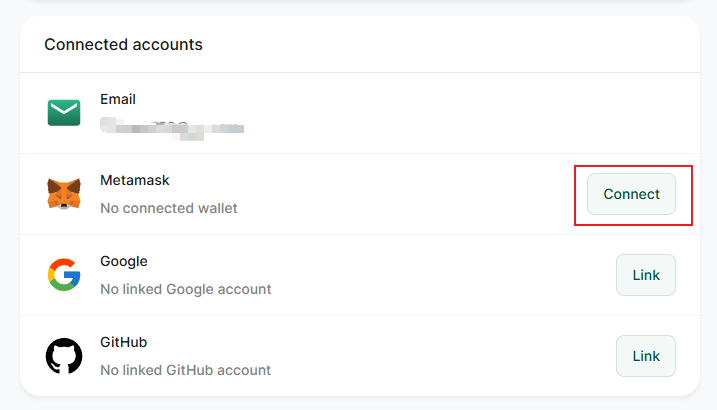 Connected accounts
Email
Metamask
No connected wallet
Connect
Google
No linked Google account
Link
GitHub
No linked GitHub account
Link